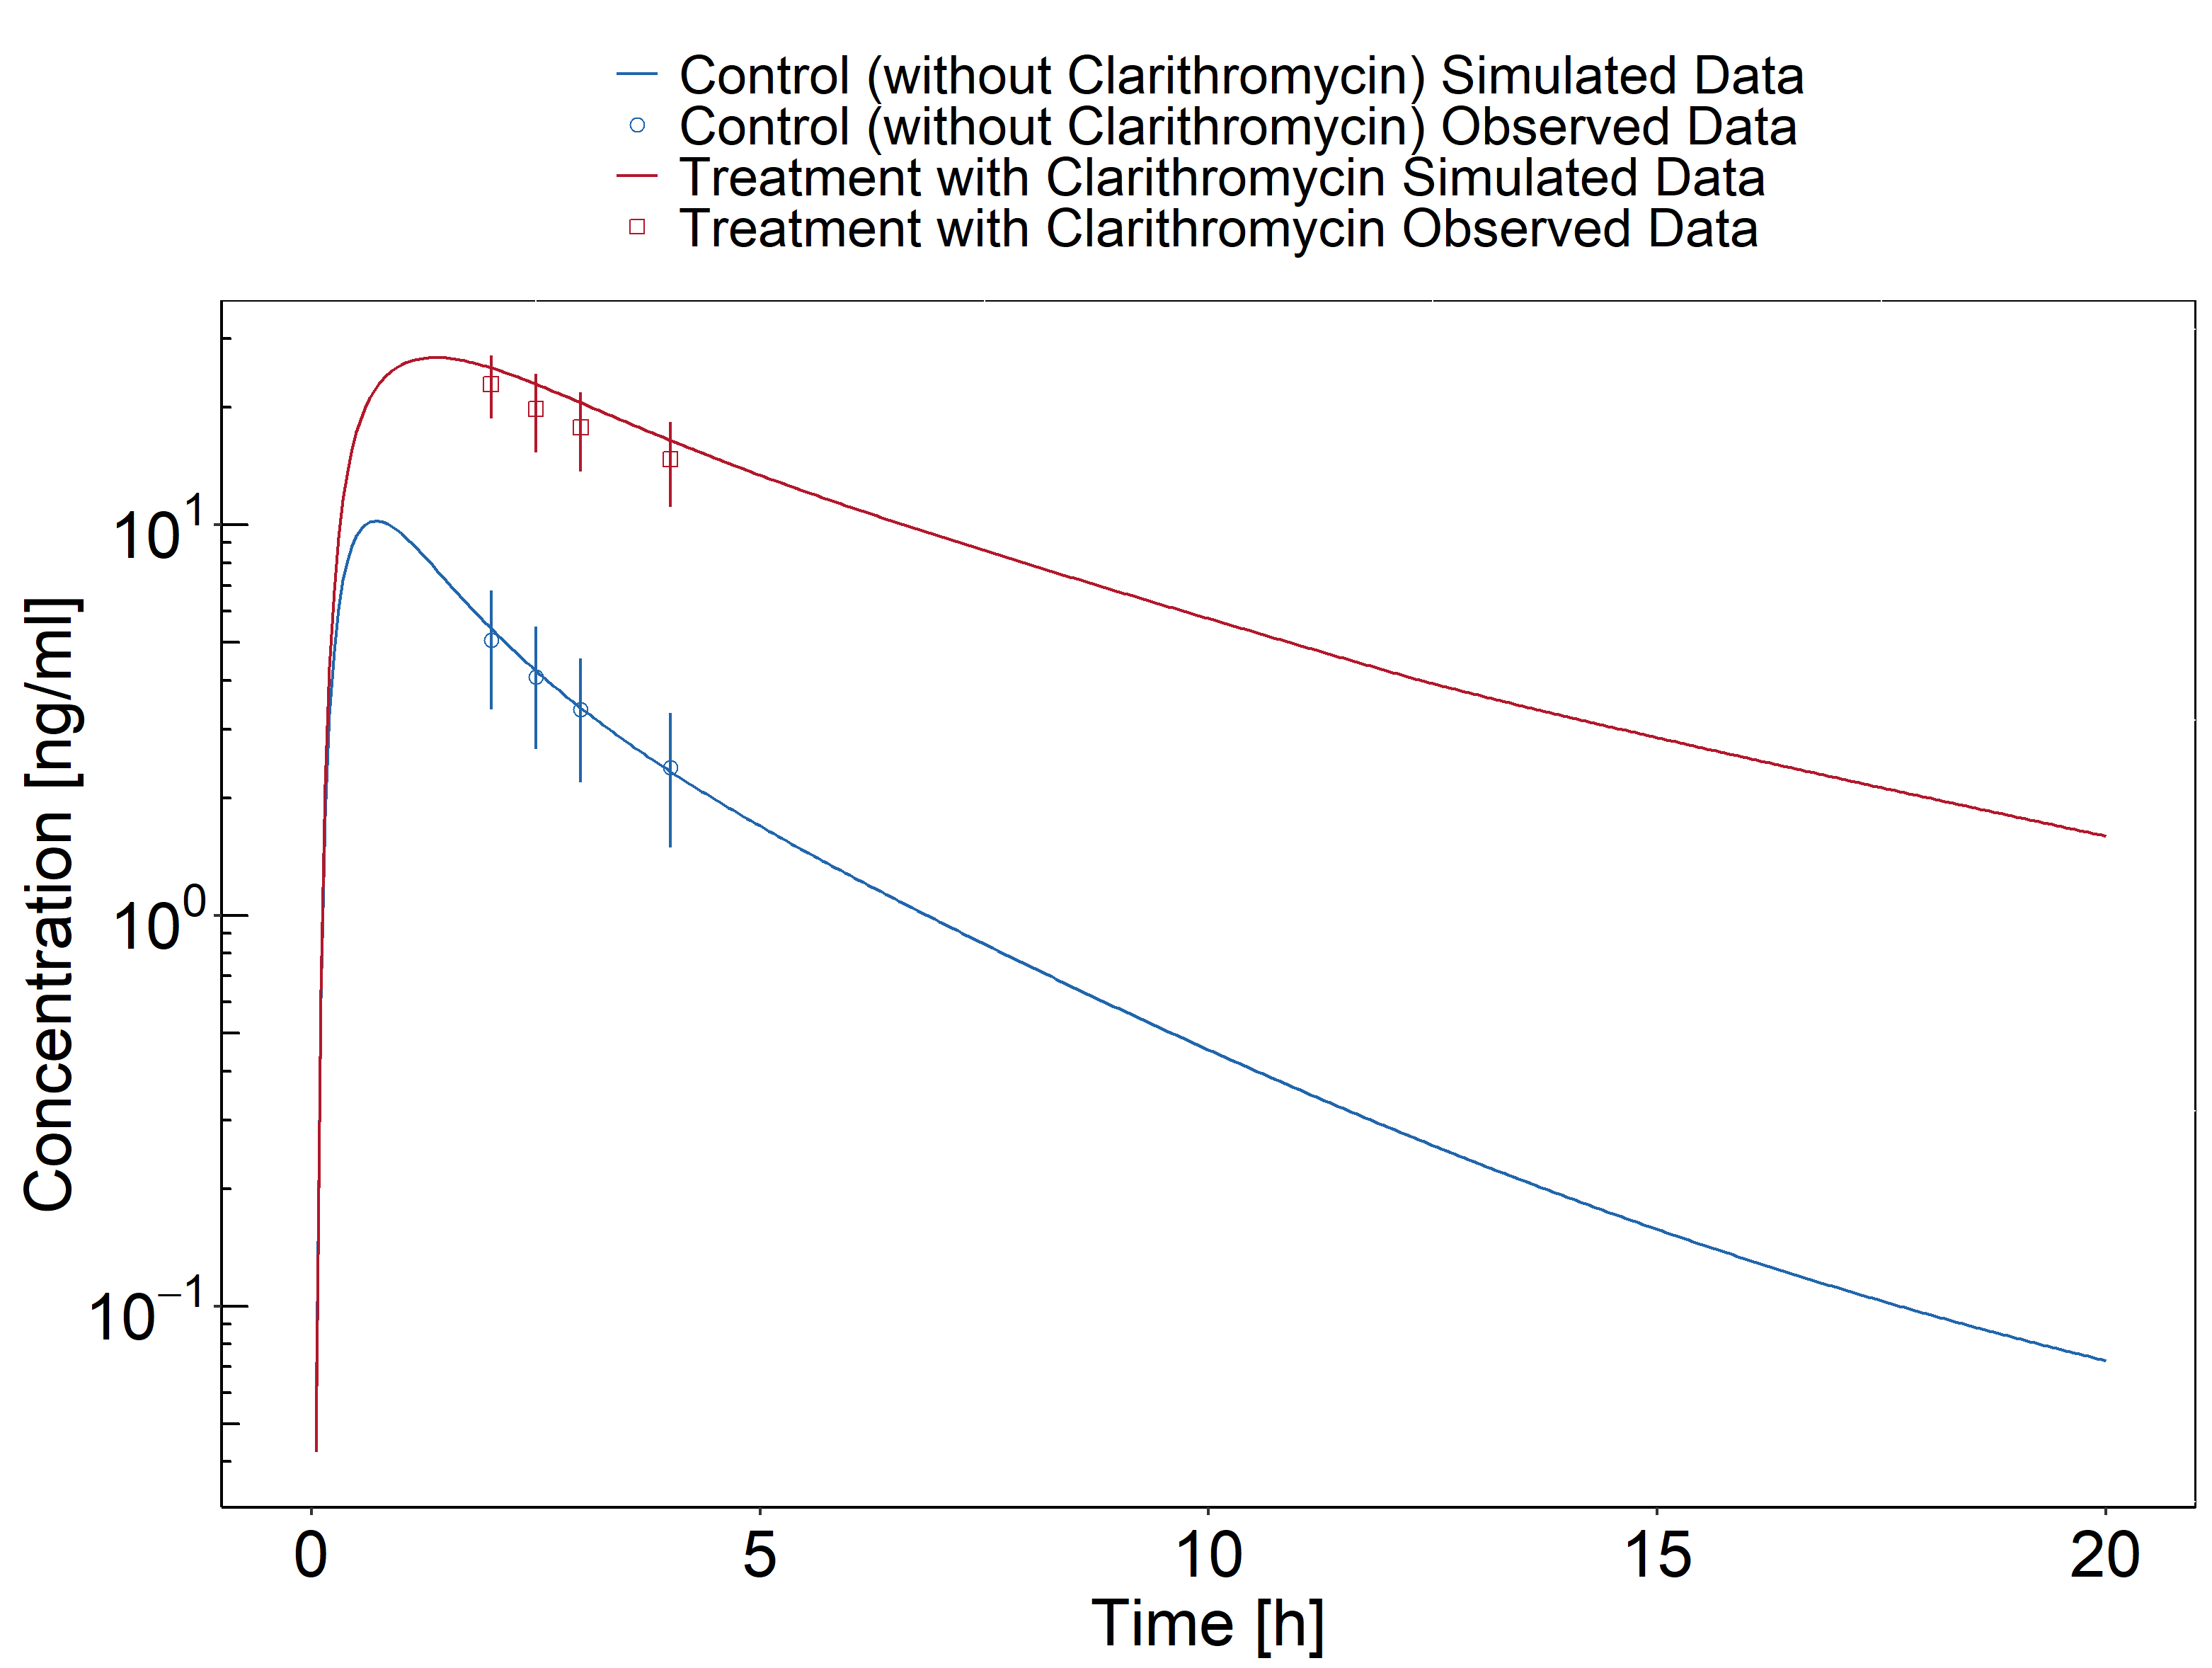 Control (without Clarithromycin) Simulated Data
Control (without Clarithromycin) Observed Data
Treatment with Clarithromycin Simulated Data
Treatment with Clarithromycin Observed Data
10¹
10⁰
10⁻¹
Concentration [ng/ml]
0 5 10 15 20
Time [h]